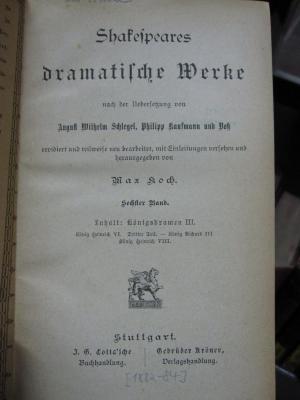 Shakespeares
dramatische Werke
nach der Uebersetzung von
August Wilhelm Schlegel, Philipp Kaufmann und Voß
revidiert und teilweise neu bearbeitet, mit Einleitungen versehen und
herausgegeben von
Max Koch.
Sechster Band.
Inhalt: Königsdramen III.
König Heinrich VI. Dritter Teil. — König Richard III
König Heinrich VIII.
Stuttgart.
J. G. Cotta'sche
Buchhandlung.
Gebrüder Kröner,
Verlagshandlung.
[1882-84]